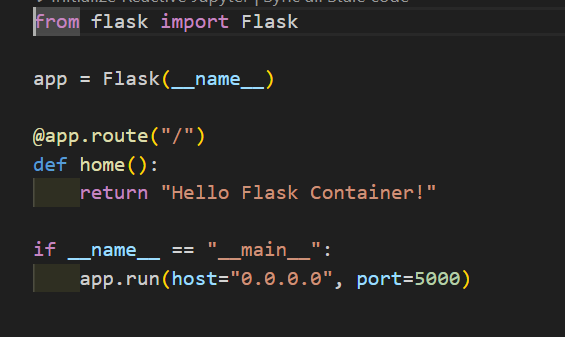 Initialize Reactive Jupyter | Sync all Stale code
from flask import Flask
app = Flask(__name__)
@app.route("/")
def home():
    return "Hello Flask Container!"
if __name__ == "__main__":
    app.run(host="0.0.0.0", port=5000)